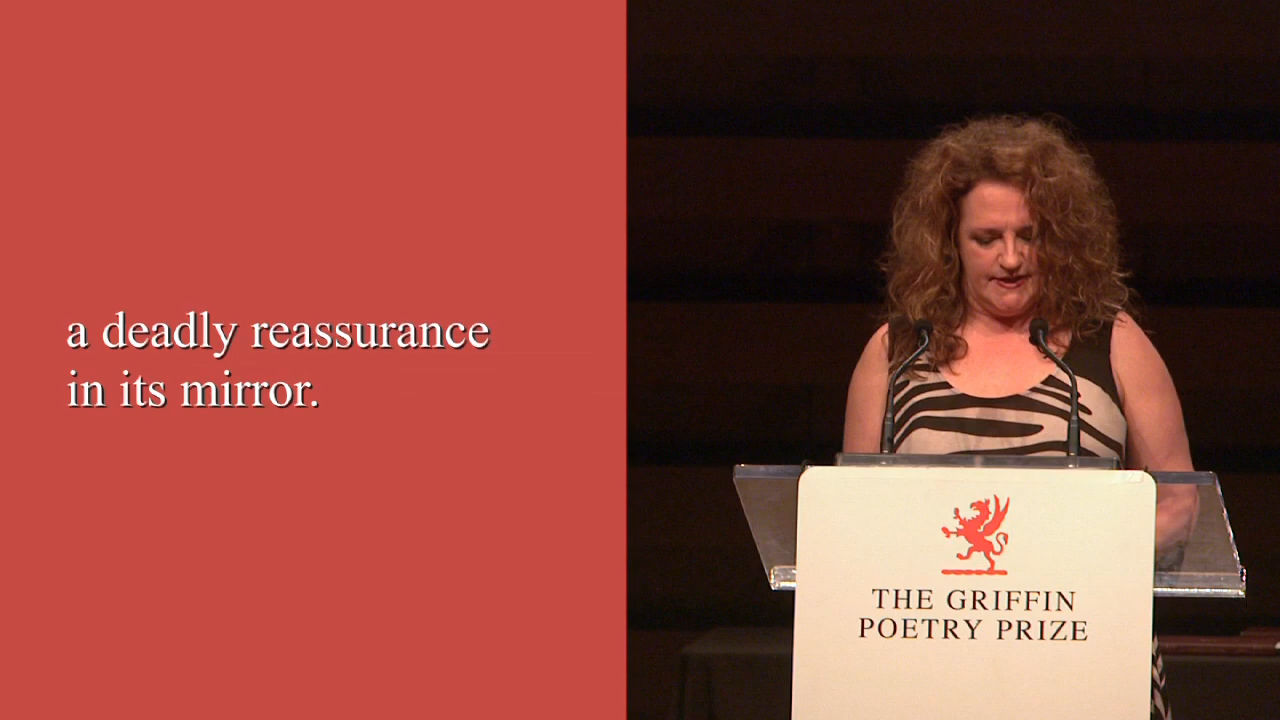 a deadly reassurance
in its mirror.
THE GRIFFIN
POETRY PRIZE